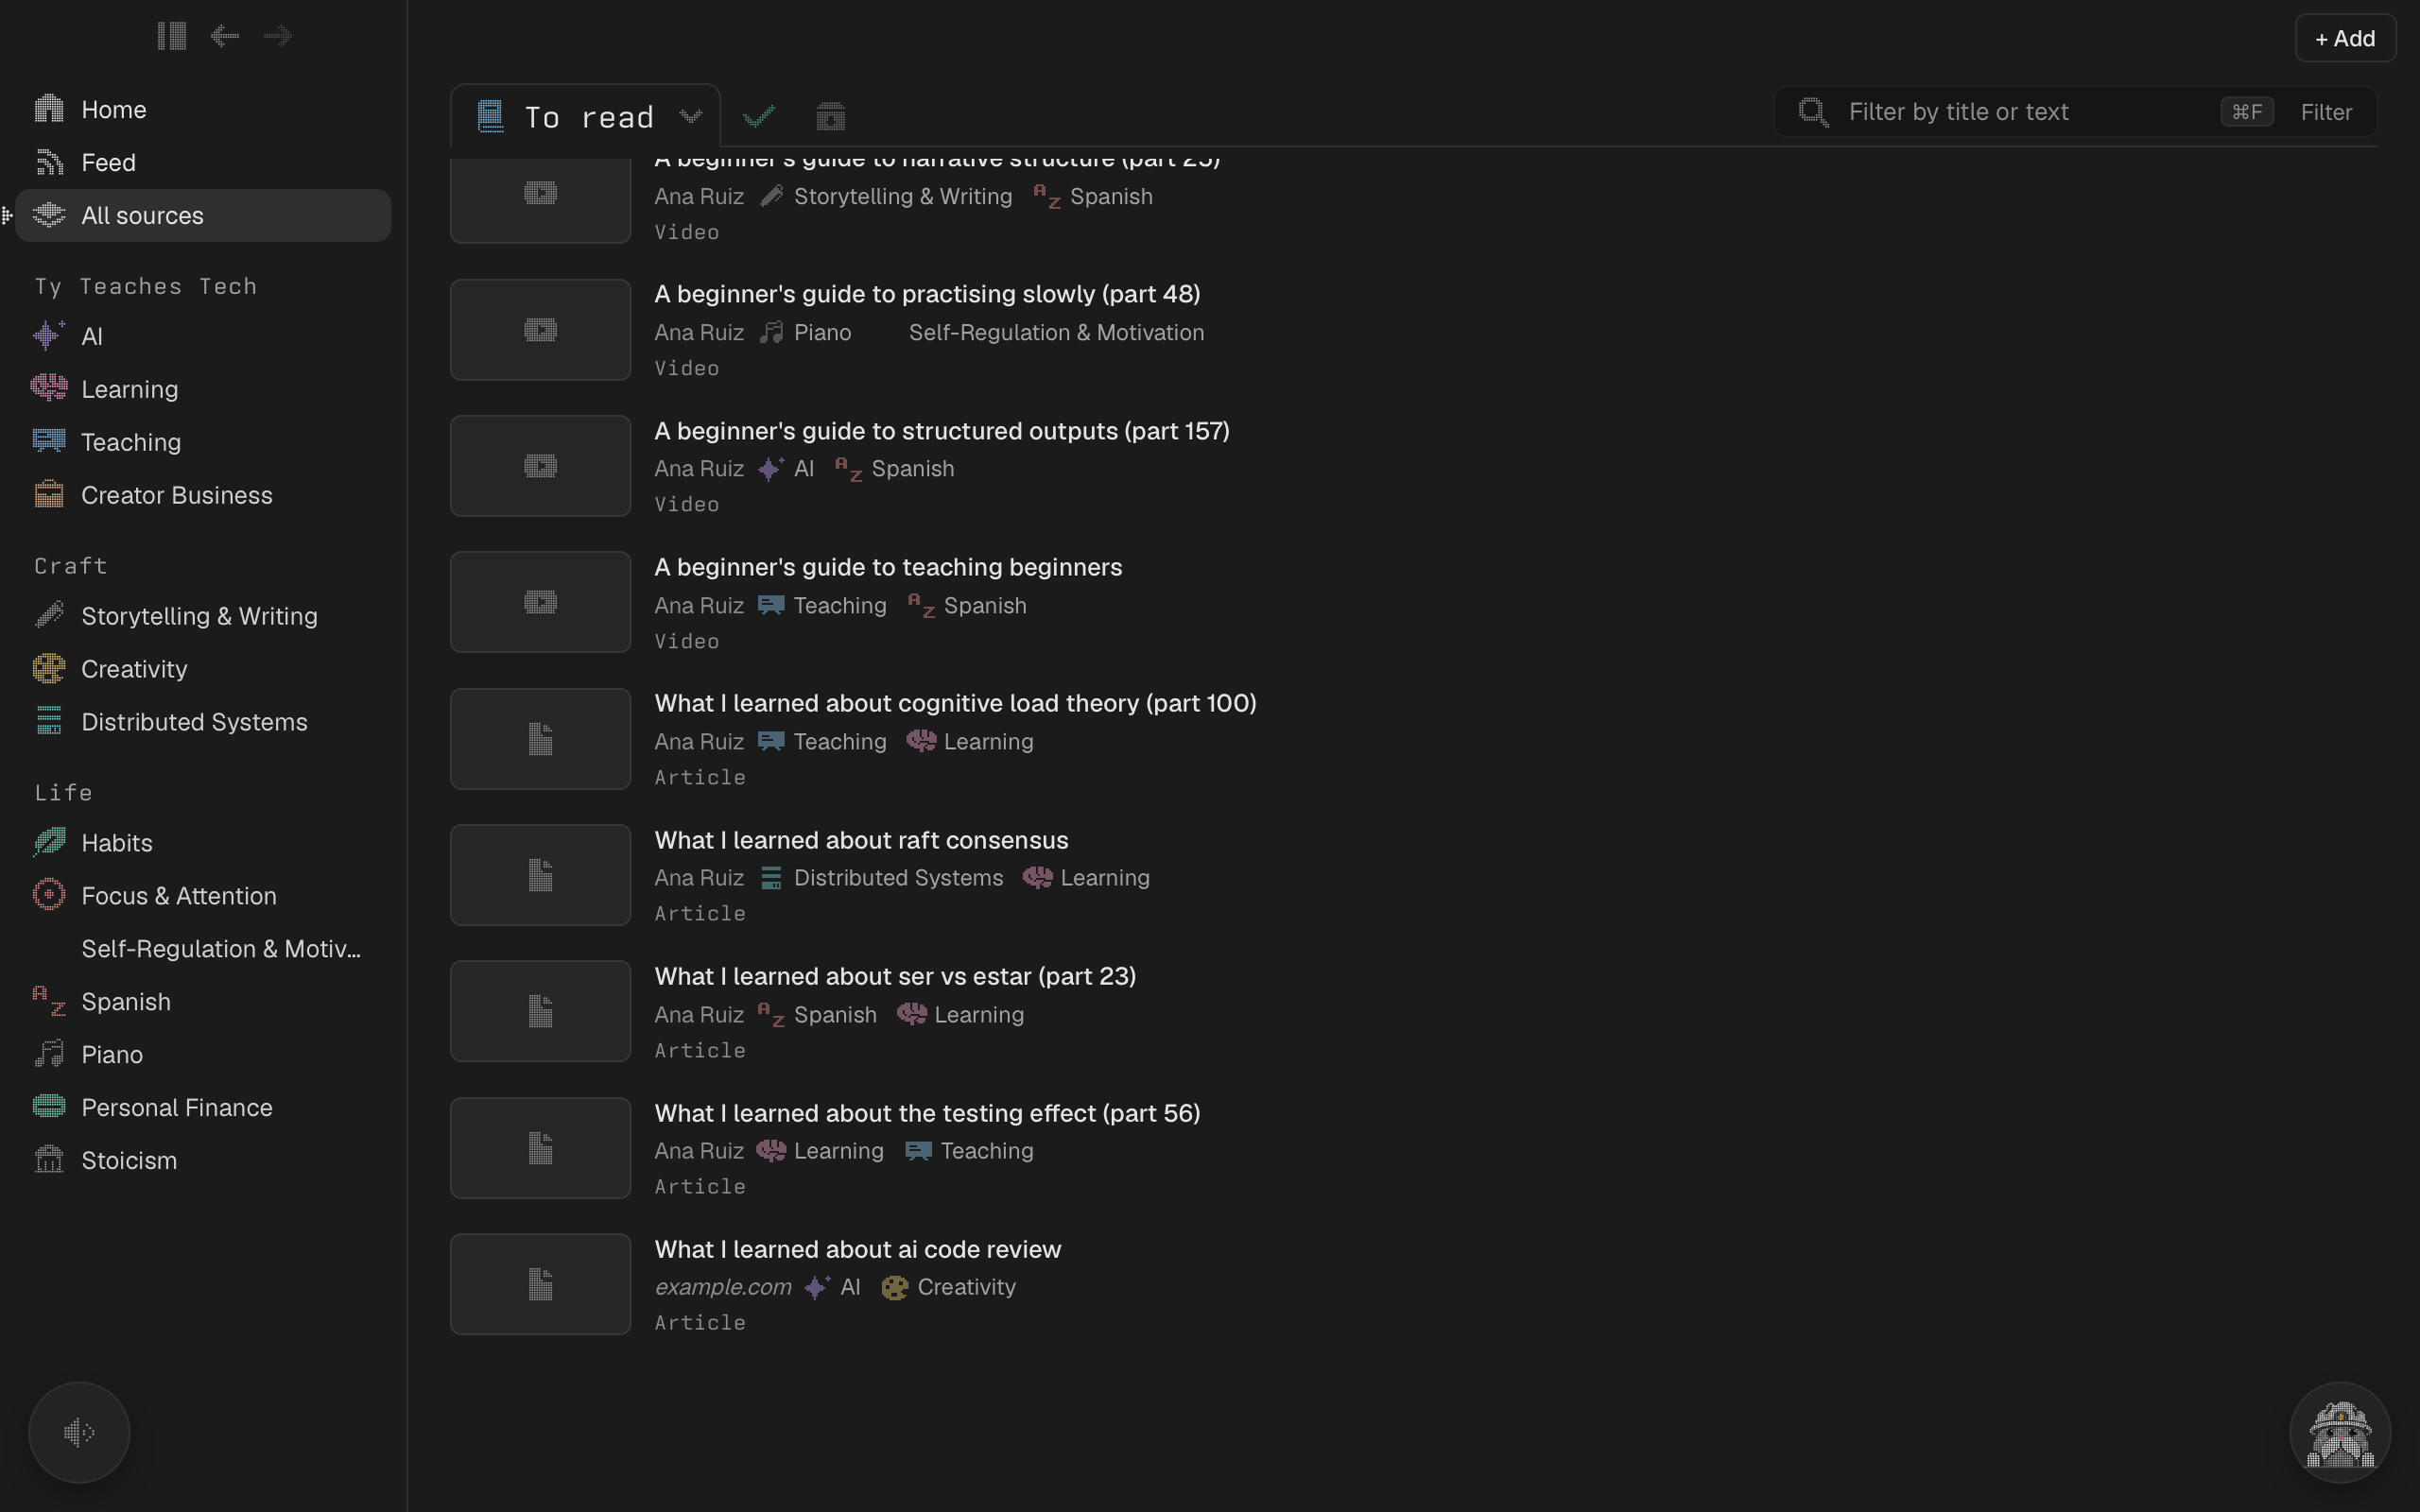 + Add
Home
Feed
All sources
Ty Teaches Tech
AI
Learning
Teaching
Creator Business
Craft
Storytelling & Writing
Creativity
Distributed Systems
Life
Habits
Focus & Attention
Self-Regulation & Motiv...
Spanish
Piano
Personal Finance
Stoicism
To read
Filter by title or text ⌘F Filter
A beginner's guide to narrative structure (part 25)
Ana Ruiz Storytelling & Writing Spanish
Video
A beginner's guide to practising slowly (part 48)
Ana Ruiz Piano Self-Regulation & Motivation
Video
A beginner's guide to structured outputs (part 157)
Ana Ruiz AI Spanish
Video
A beginner's guide to teaching beginners
Ana Ruiz Teaching Spanish
Video
What I learned about cognitive load theory (part 100)
Ana Ruiz Teaching Learning
Article
What I learned about raft consensus
Ana Ruiz Distributed Systems Learning
Article
What I learned about ser vs estar (part 23)
Ana Ruiz Spanish Learning
Article
What I learned about the testing effect (part 56)
Ana Ruiz Learning Teaching
Article
What I learned about ai code review
example.com AI Creativity
Article